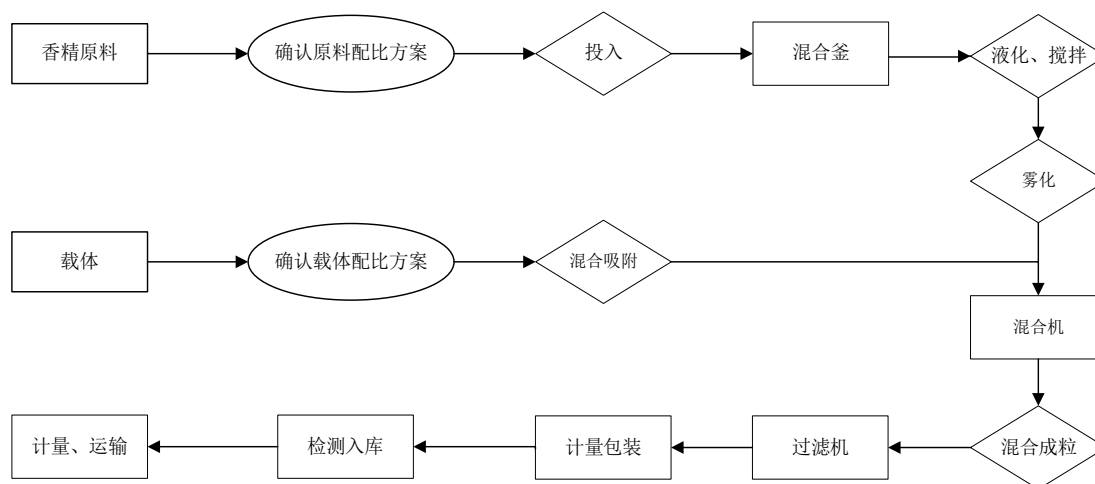 香精原料
确认原料配比方案
投入
混合釜
液化、搅拌
雾化
载体
确认载体配比方案
混合吸附
混合机
计量、运输
检测入库
计量包装
过滤机
混合成粒